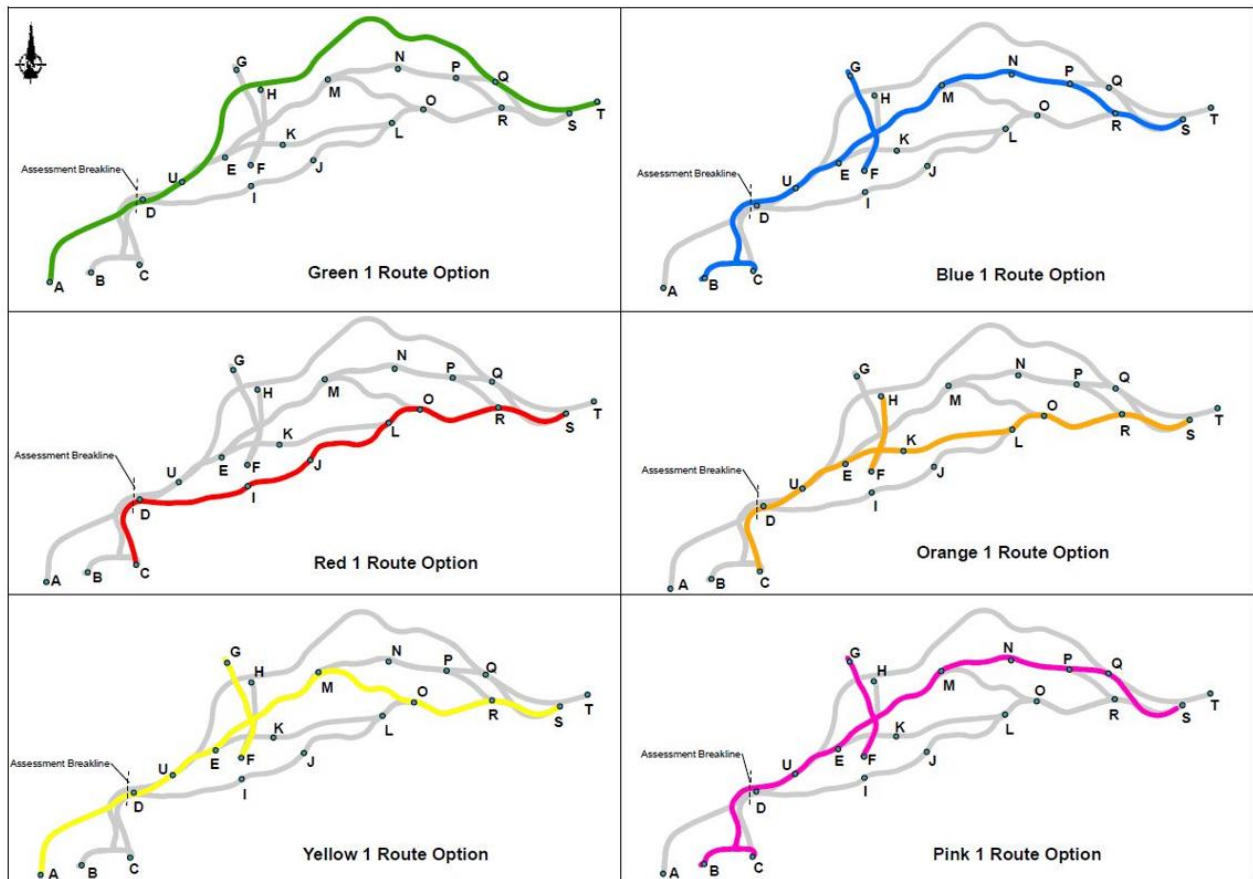 G
H
M
N
P
Q
O
R
S
T
L
K
E
F
J
U
I
Assessment Breakline
D
C
B
A
Green 1 Route Option
G
H
M
N
P
Q
O
R
S
T
L
K
E
F
J
U
I
Assessment Breakline
D
C
B
A
Blue 1 Route Option
G
H
M
N
P
Q
O
R
S
T
L
K
E
F
J
U
I
Assessment Breakline
D
C
B
A
Red 1 Route Option
G
H
M
N
P
Q
O
R
S
T
L
K
E
F
J
U
I
Assessment Breakline
D
C
B
A
Orange 1 Route Option
G
H
M
N
P
Q
O
R
S
T
L
K
E
F
J
U
I
Assessment Breakline
D
C
B
A
Yellow 1 Route Option
G
H
M
N
P
Q
O
R
S
T
L
K
E
F
J
U
I
Assessment Breakline
D
C
B
A
Pink 1 Route Option